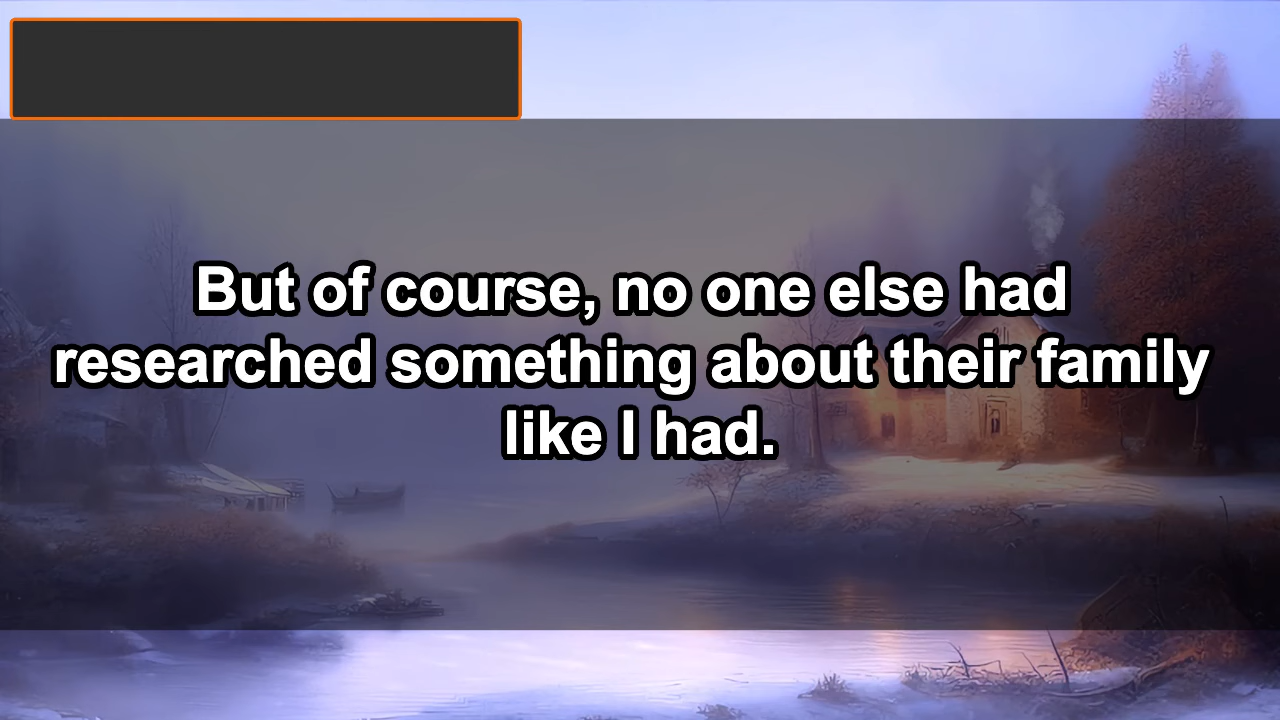 But of course, no one else had
researched something about their family
like I had.